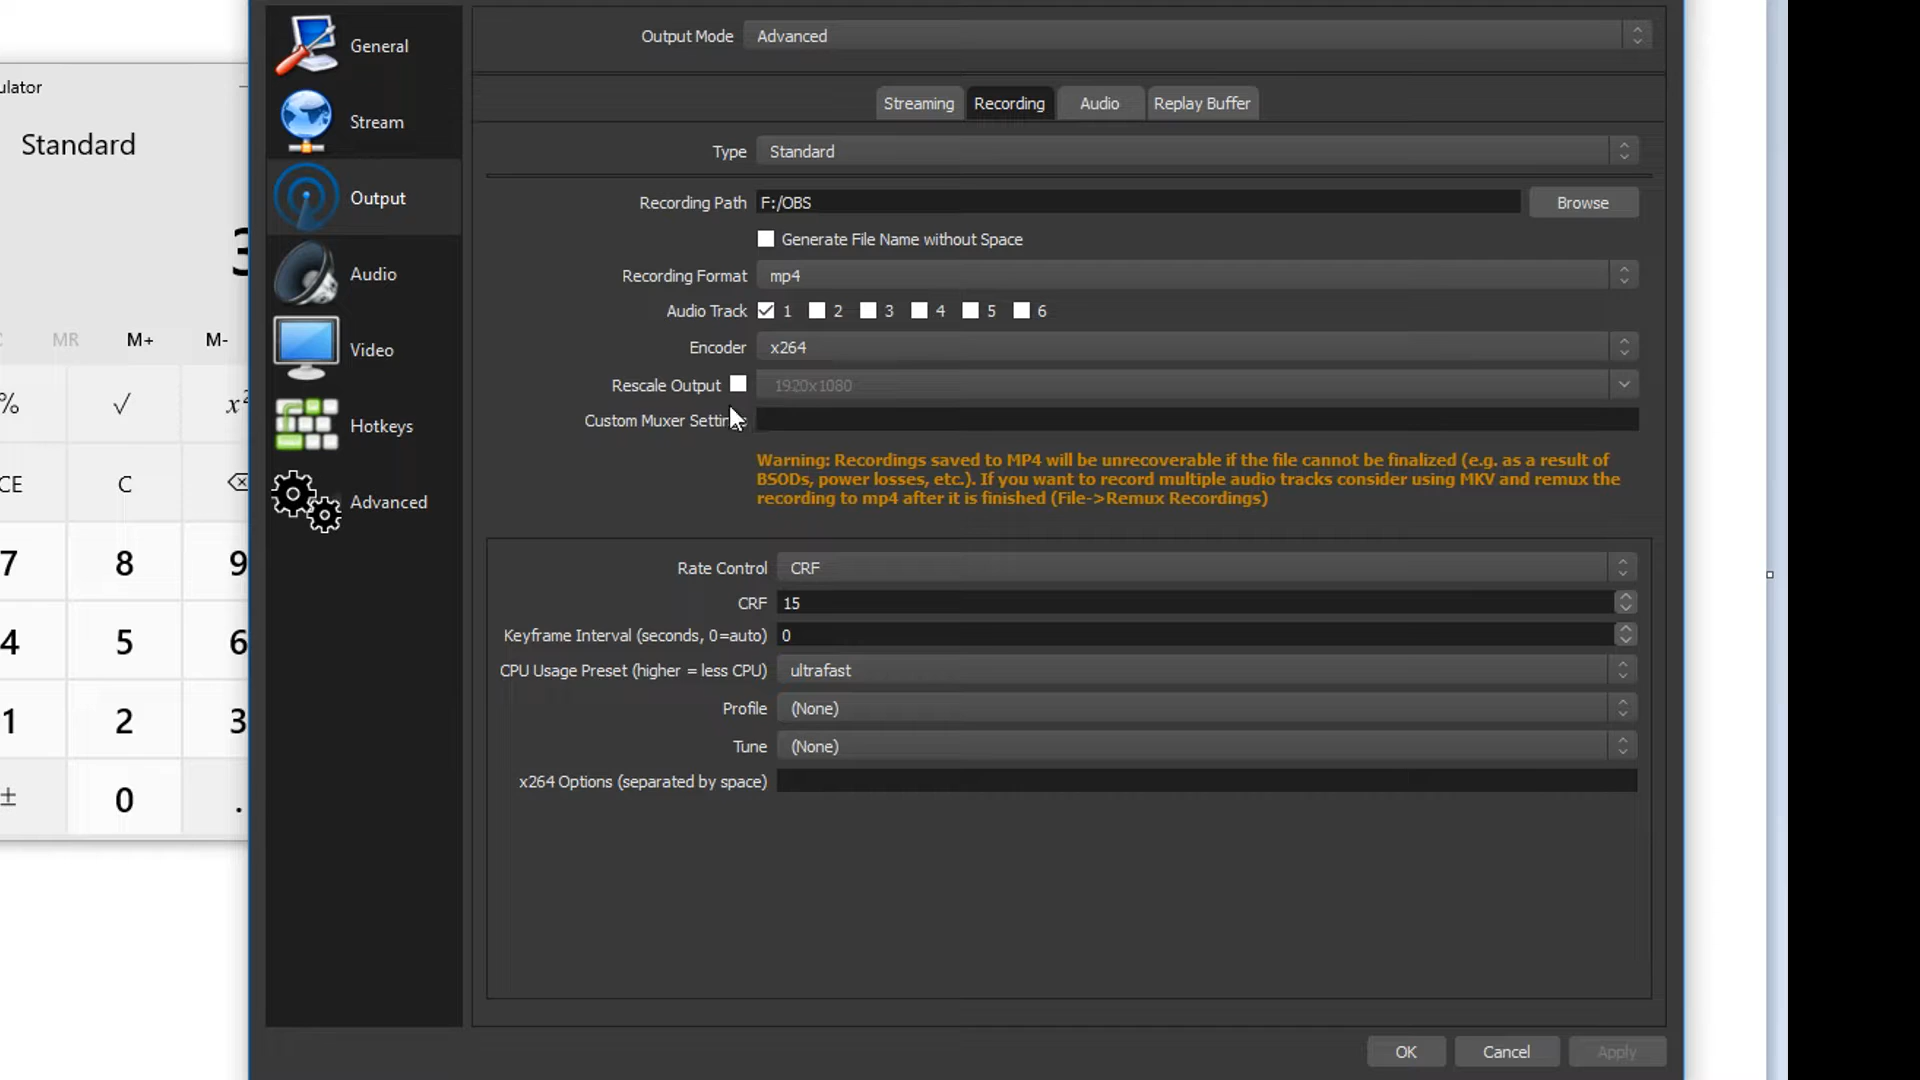 ulator
Standard
3
MR M+ M-
% √ x²
CE C
7 8 9
4 5 6
1 2 3
± 0 .
General
Stream
Output
Audio
Video
Hotkeys
Advanced
Output Mode Advanced
Streaming Recording Audio Replay Buffer
Type Standard
Recording Path F:/OBS Browse
Generate File Name without Space
Recording Format mp4
Audio Track 1 2 3 4 5 6
Encoder x264
Rescale Output 1920x1080
Custom Muxer Settings
Warning: Recordings saved to MP4 will be unrecoverable if the file cannot be finalized (e.g. as a result of
BSODs, power losses, etc.). If you want to record multiple audio tracks consider using MKV and remux the
recording to mp4 after it is finished (File->Remux Recordings)
Rate Control CRF
CRF 15
Keyframe Interval (seconds, 0=auto) 0
CPU Usage Preset (higher = less CPU) ultrafast
Profile (None)
Tune (None)
x264 Options (separated by space)
OK Cancel Apply